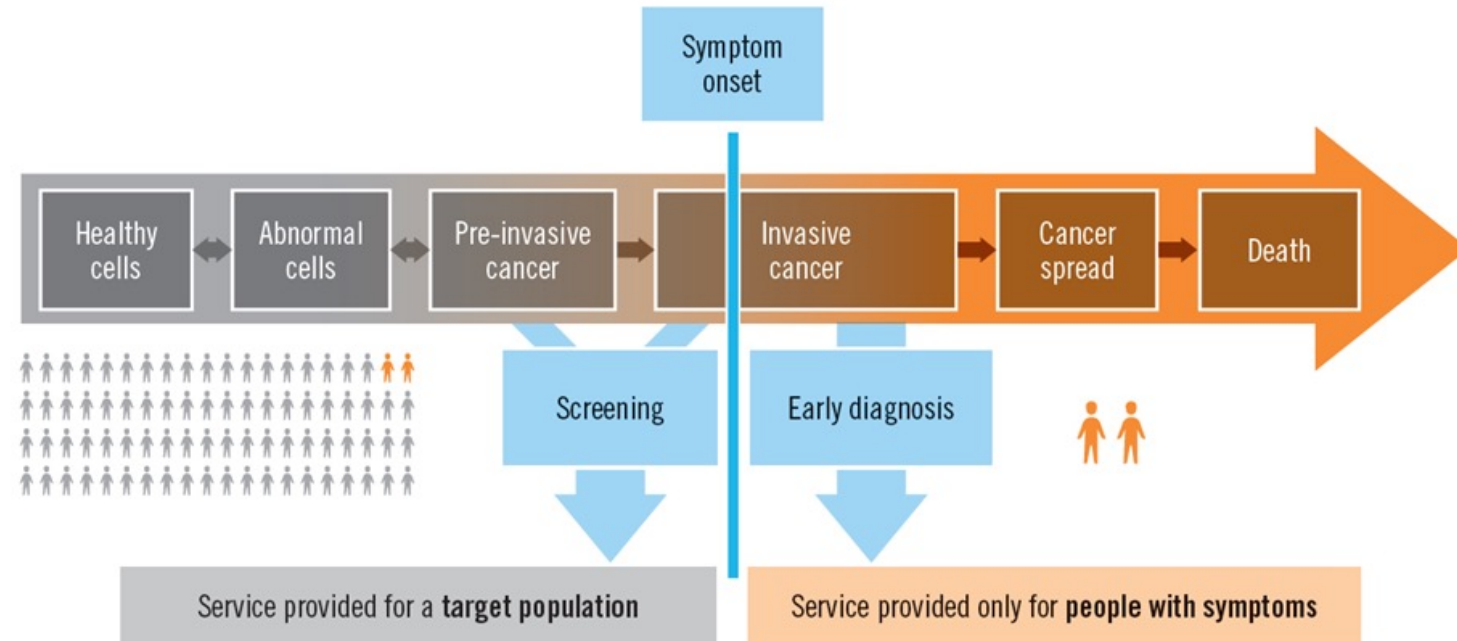 Symptom
onset
Healthy
cells
Abnormal
cells
Pre-invasive
cancer
Invasive
cancer
Cancer
spread
Death
Screening
Early diagnosis
Service provided for a target population
Service provided only for people with symptoms